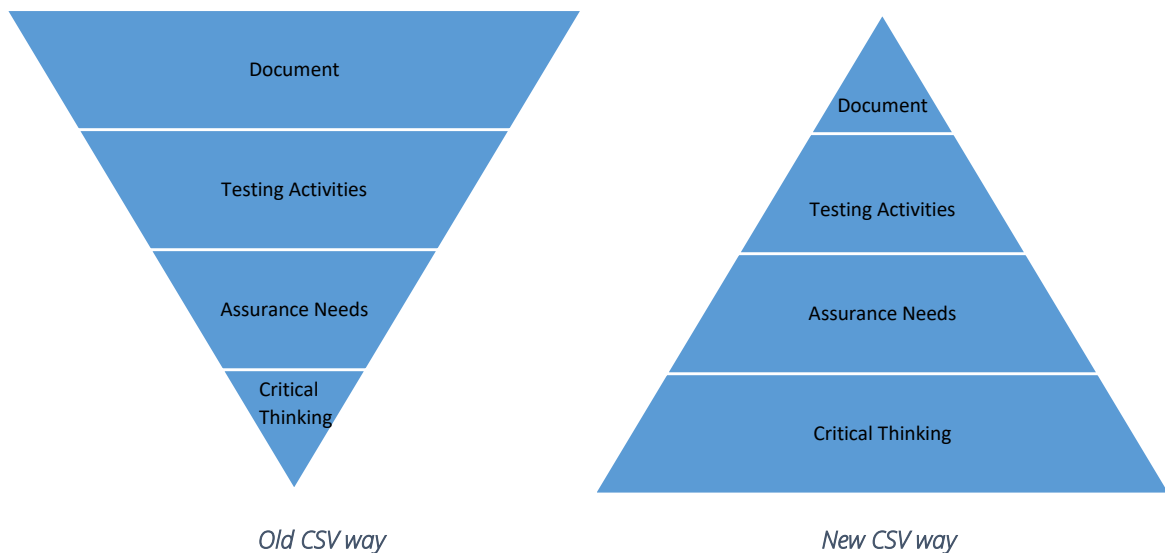 Document
Testing Activities
Assurance Needs
Critical
Thinking
Old CSV way
Document
Testing Activities
Assurance Needs
Critical Thinking
New CSV way